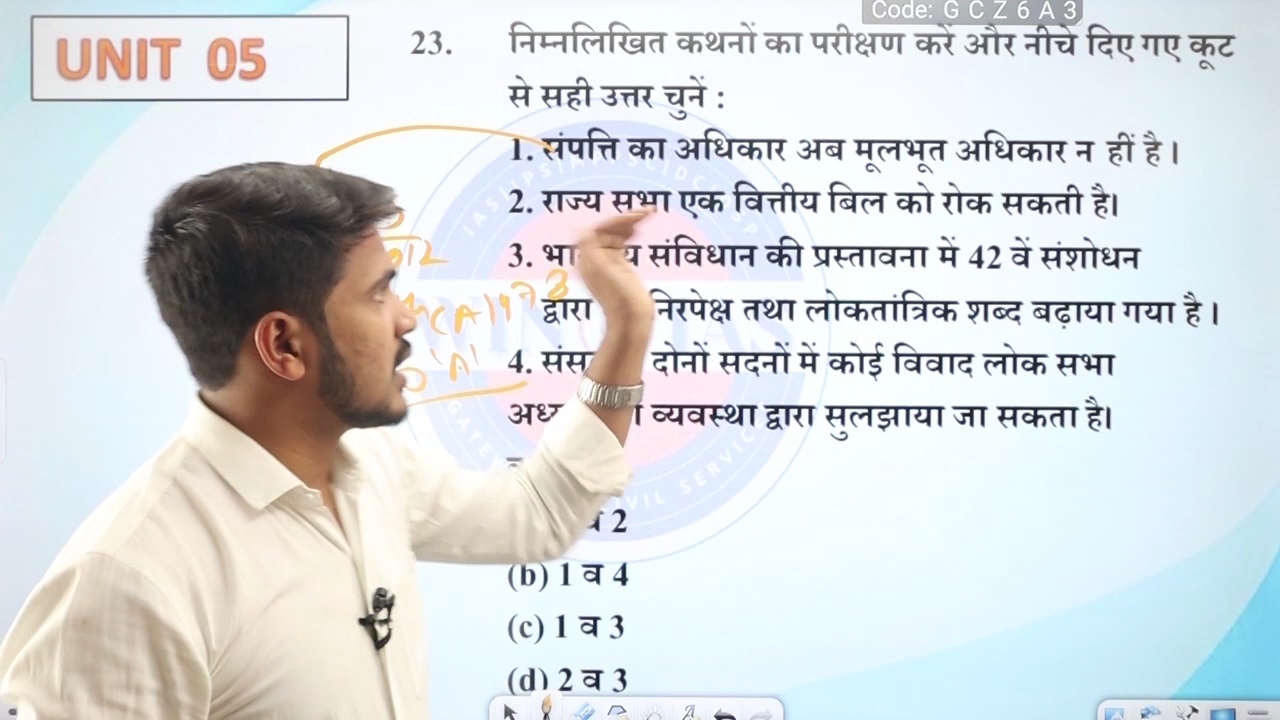 Code: G C Z 6 A 3
UNIT 05
23. निम्नलिखित कथनों का परीक्षण करें और नीचे दिए गए कूट
से सही उत्तर चुनें :
1. संपत्ति का अधिकार अब मूलभूत अधिकार न हीं है।
2. राज्य सभा एक वित्तीय बिल को रोक सकती है।
3. संविधान की प्रस्तावना में 42 वें संशोधन
द्वारा तथा लोकतांत्रिक शब्द बढ़ाया गया है।
4. दोनों सदनों में कोई विवाद लोक सभा
व्यवस्था द्वारा सुलझाया जा सकता है।
2
(b) 1 व 4
(c) 1 व 3
(d) 2 व 3